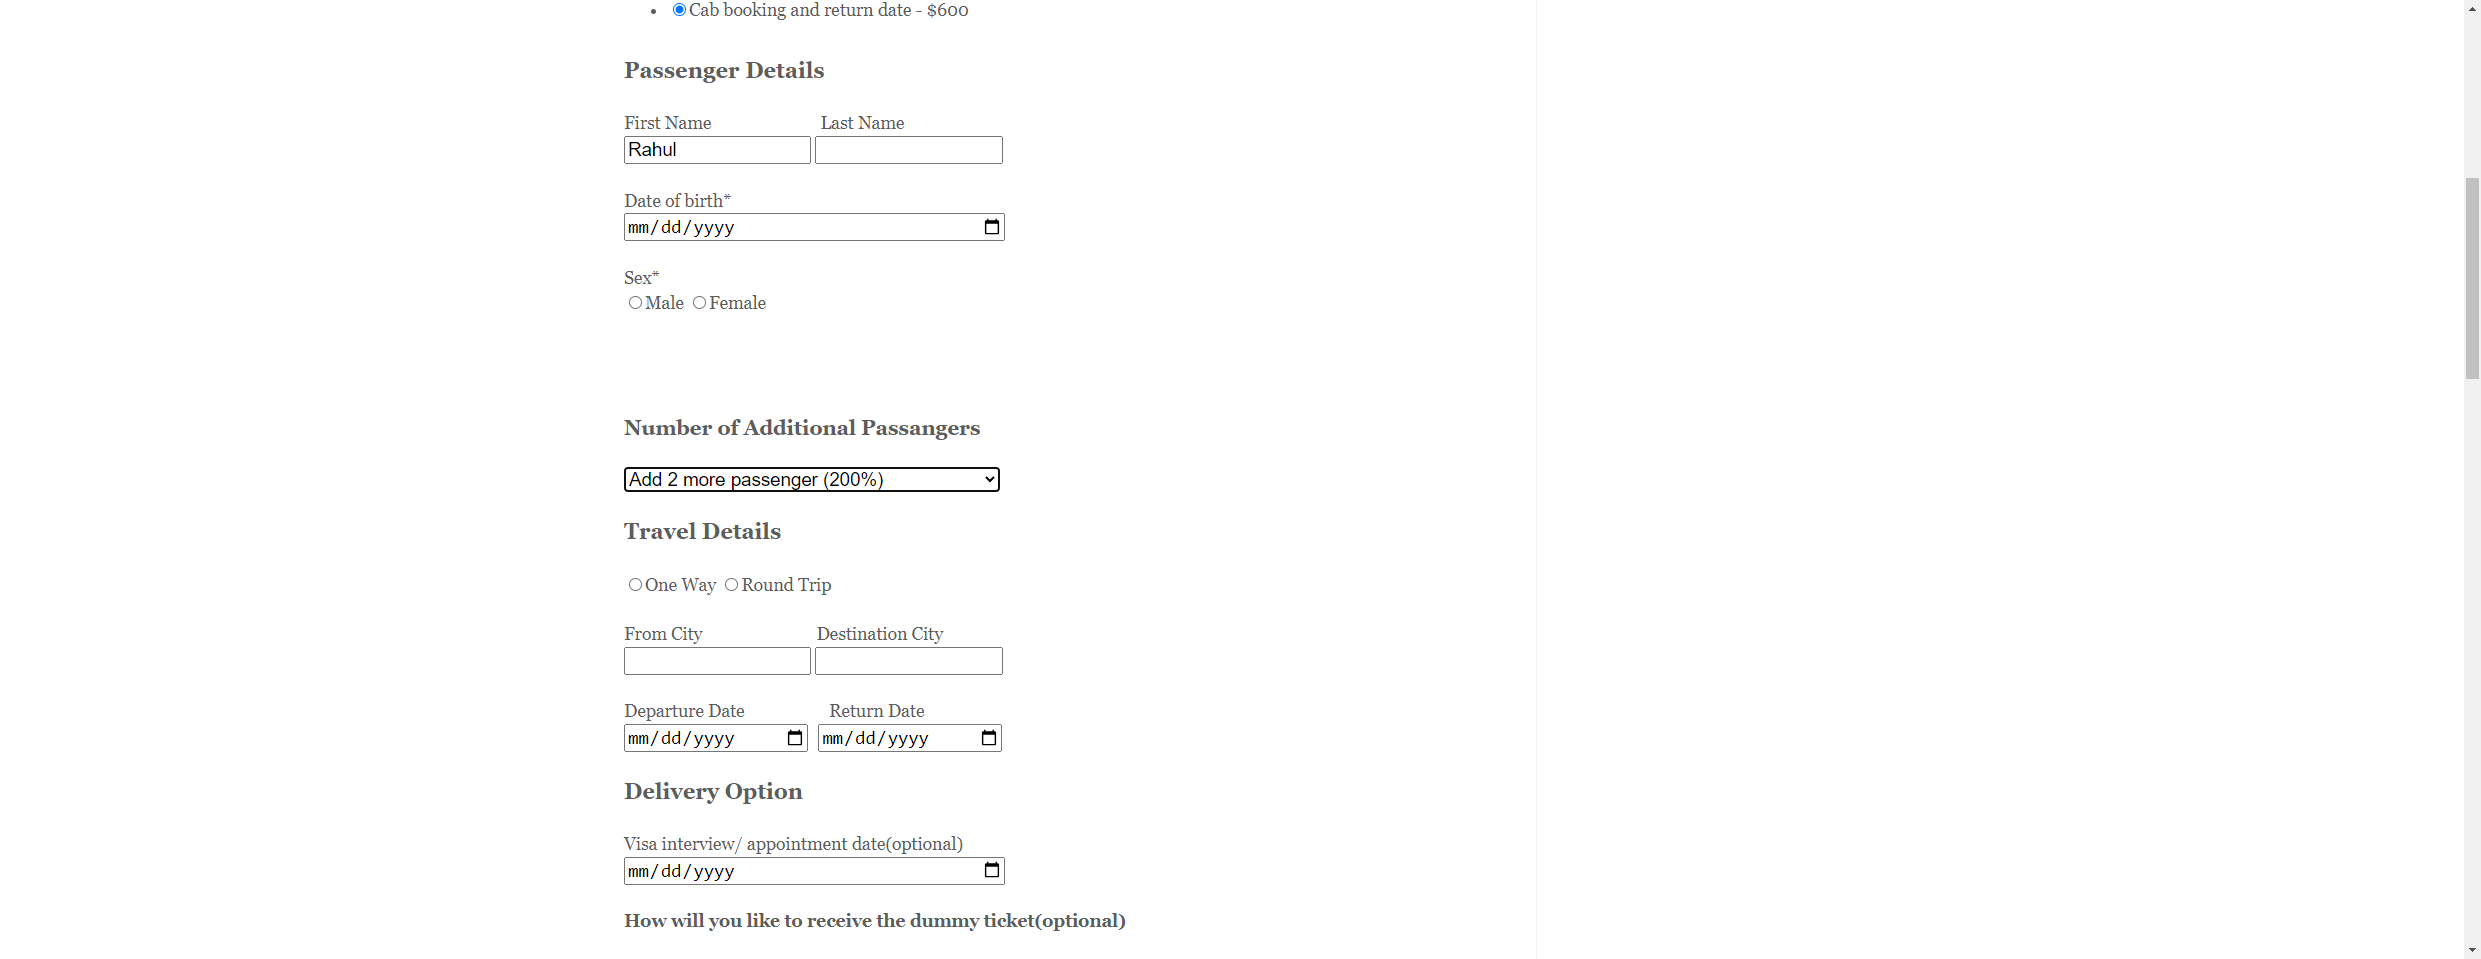 Cab booking and return date - $600
Passenger Details
First Name Last Name
Rahul
Date of birth*
mm/dd/yyyy
Sex*
Male Female
Number of Additional Passangers
Add 2 more passenger (200%)
Travel Details
One Way Round Trip
From City Destination City
Departure Date Return Date
mm/dd/yyyy mm/dd/yyyy
Delivery Option
Visa interview/ appointment date(optional)
mm/dd/yyyy
How will you like to receive the dummy ticket(optional)